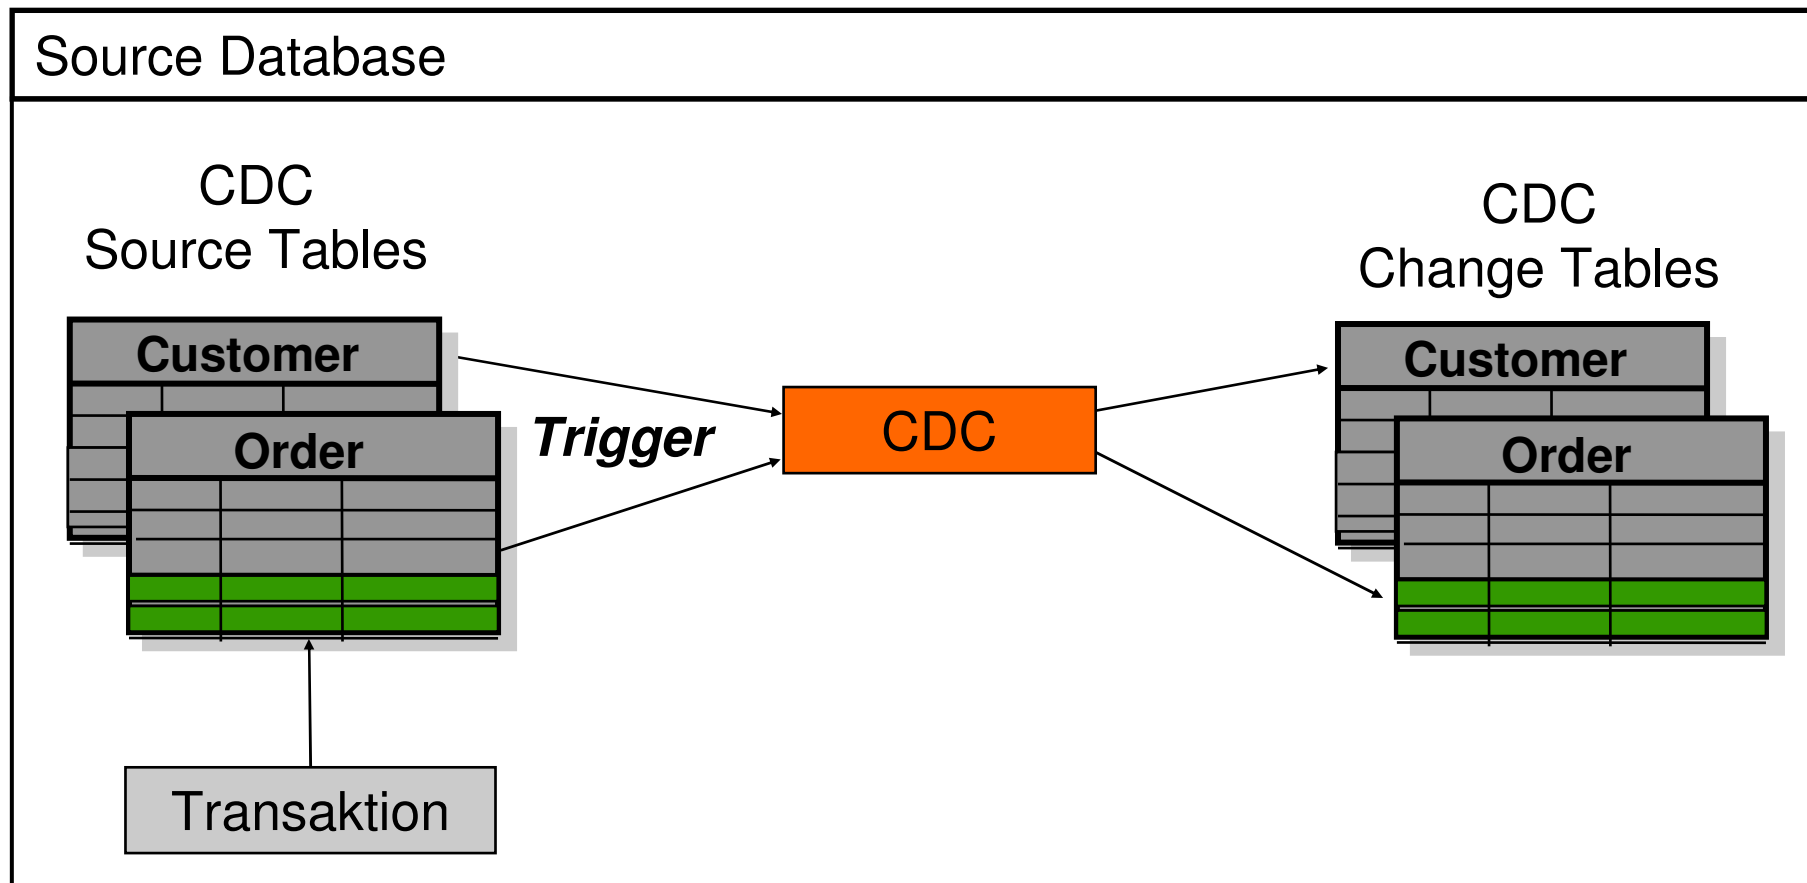 Source Database
CDC
Source Tables
CDC
Change Tables
Customer
Order
Trigger
CDC
Customer
Order
Transaktion